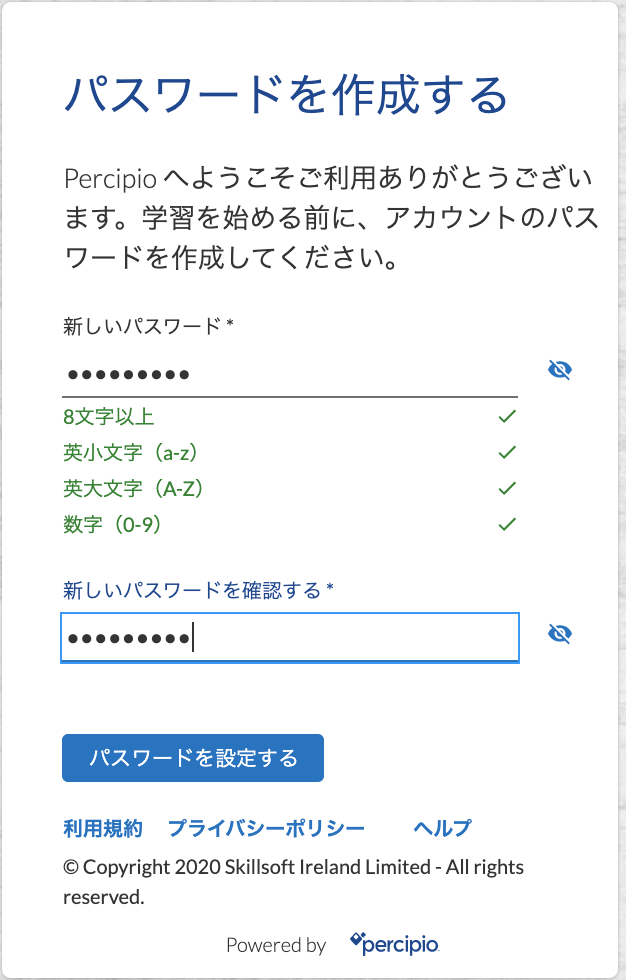 パスワードを作成する
Percipio へようこそご利用ありがとうござい
ます。学習を始める前に、アカウントのパス
ワードを作成してください。
新しいパスワード *
•••••••••
8文字以上
英小文字（a-z）
英大文字（A-Z）
数字（0-9）
新しいパスワードを確認する *
•••••••••
パスワードを設定する
利用規約 プライバシーポリシー ヘルプ
© Copyright 2020 Skillsoft Ireland Limited - All rights
reserved.
Powered by percipio.